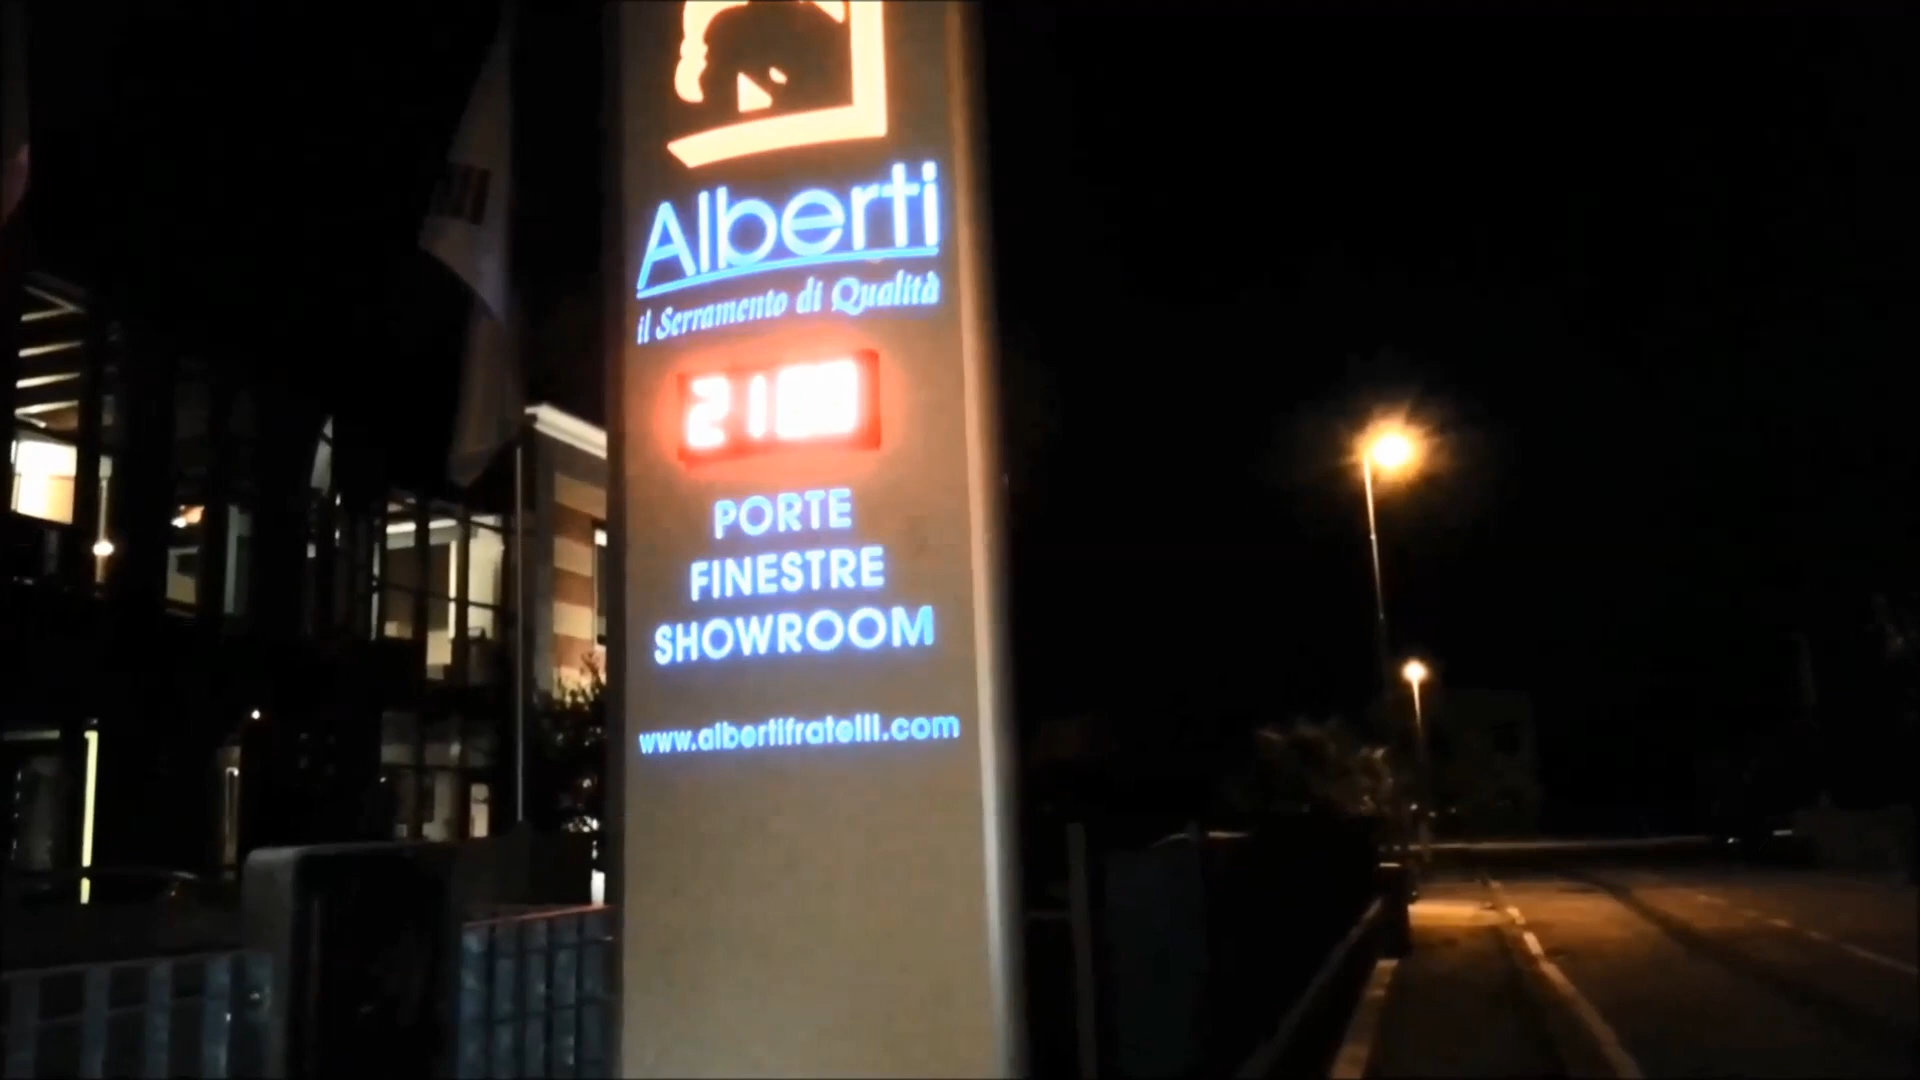 Alberti
il Serramento di Qualità
PORTE
FINESTRE
SHOWROOM
www.albertifratelli.com